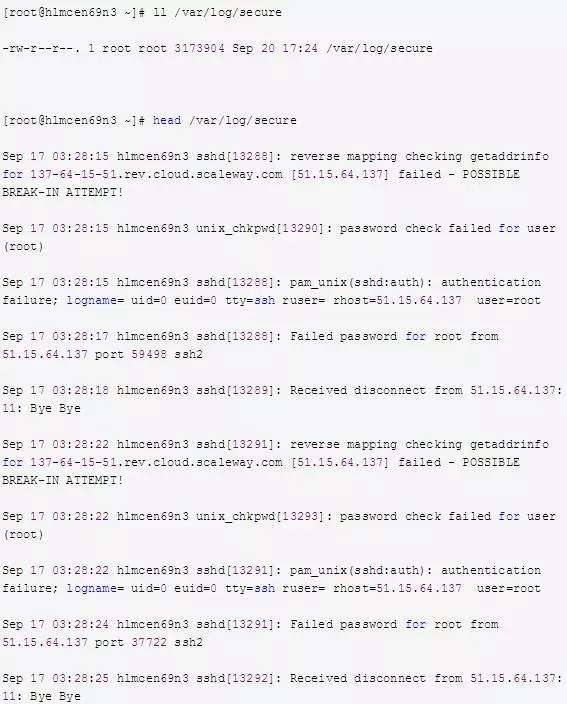 [root@hlmcen69n3 ~]# ll /var/log/secure
-rw-r--r--. 1 root root 3173904 Sep 20 17:24 /var/log/secure
[root@hlmcen69n3 ~]# head /var/log/secure
Sep 17 03:28:15 hlmcen69n3 sshd[13288]: reverse mapping checking getaddrinfo
for 137-64-15-51.rev.cloud.scaleway.com [51.15.64.137] failed - POSSIBLE
BREAK-IN ATTEMPT!
Sep 17 03:28:15 hlmcen69n3 unix_chkpwd[13290]: password check failed for user
(root)
Sep 17 03:28:15 hlmcen69n3 sshd[13288]: pam_unix(sshd:auth): authentication
failure; logname= uid=0 euid=0 tty=ssh ruser= rhost=51.15.64.137  user=root
Sep 17 03:28:17 hlmcen69n3 sshd[13288]: Failed password for root from
51.15.64.137 port 59498 ssh2
Sep 17 03:28:18 hlmcen69n3 sshd[13289]: Received disconnect from 51.15.64.137:
11: Bye Bye
Sep 17 03:28:22 hlmcen69n3 sshd[13291]: reverse mapping checking getaddrinfo
for 137-64-15-51.rev.cloud.scaleway.com [51.15.64.137] failed - POSSIBLE
BREAK-IN ATTEMPT!
Sep 17 03:28:22 hlmcen69n3 unix_chkpwd[13293]: password check failed for user
(root)
Sep 17 03:28:22 hlmcen69n3 sshd[13291]: pam_unix(sshd:auth): authentication
failure; logname= uid=0 euid=0 tty=ssh ruser= rhost=51.15.64.137  user=root
Sep 17 03:28:24 hlmcen69n3 sshd[13291]: Failed password for root from
51.15.64.137 port 37722 ssh2
Sep 17 03:28:25 hlmcen69n3 sshd[13292]: Received disconnect from 51.15.64.137:
11: Bye Bye